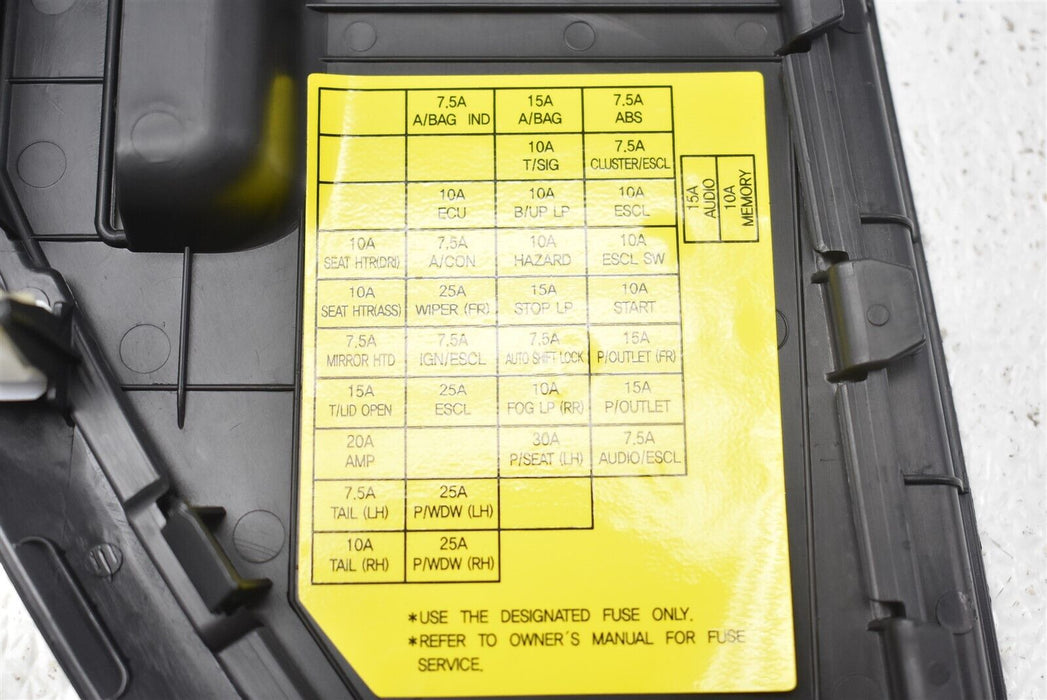 7.5A 15A 7.5A
A/BAG IND A/BAG ABS
10A 7.5A
T/SIG CLUSTER/ESCL
10A 10A 10A
ECU B/UP LP ESCL
10A 7.5A 10A 10A
SEAT HTR(DRI) A/CON HAZARD ESCL SW
10A 25A 15A 10A
SEAT HTR(ASS) WIPER (FR) STOP LP START
7.5A 7.5A 7.5A 15A
MIRROR HTD IGN/ESCL AUTO SHIFT LOCK P/OUTLET (FR)
15A 25A 10A 15A
T/LID OPEN ESCL FOG LP (RR) P/OUTLET
20A 30A 7.5A
AMP P/SEAT (LH) AUDIO/ESCL
7.5A 25A
TAIL (LH) P/WDW (LH)
10A 25A
TAIL (RH) P/WDW (RH)
15A
AUDIO
10A
MEMORY
*USE THE DESIGNATED FUSE ONLY.
*REFER TO OWNER'S MANUAL FOR FUSE
SERVICE.